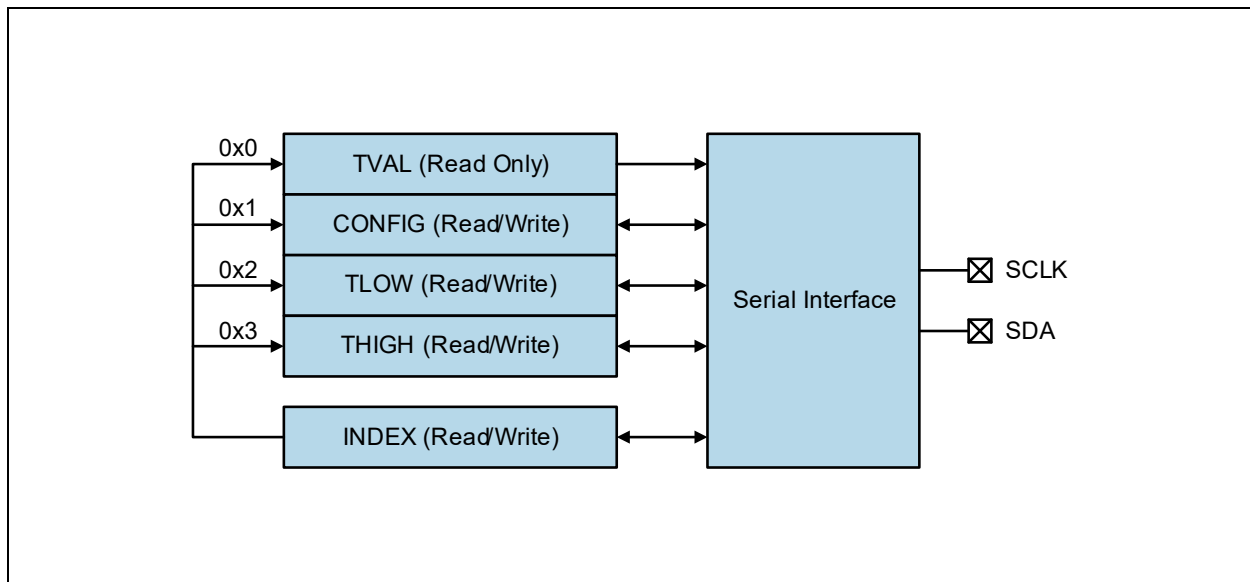 0x0
TVAL (Read Only)
0x1
CONFIG (Read/Write)
0x2
TLOW (Read/Write)
0x3
THIGH (Read/Write)
INDEX (Read/Write)
Serial Interface
SCLK
SDA